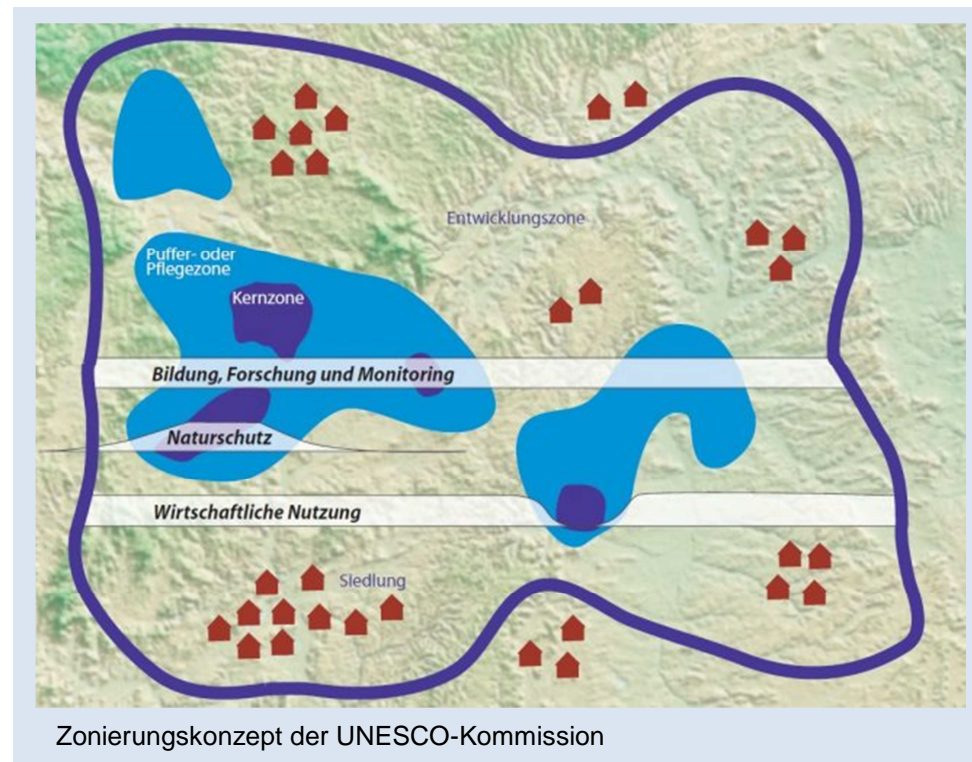 Entwicklungszone
Puffer- oder
Pflegezone
Kernzone
Bildung, Forschung und Monitoring
Naturschutz
Wirtschaftliche Nutzung
Siedlung
Zonierungskonzept der UNESCO-Kommission